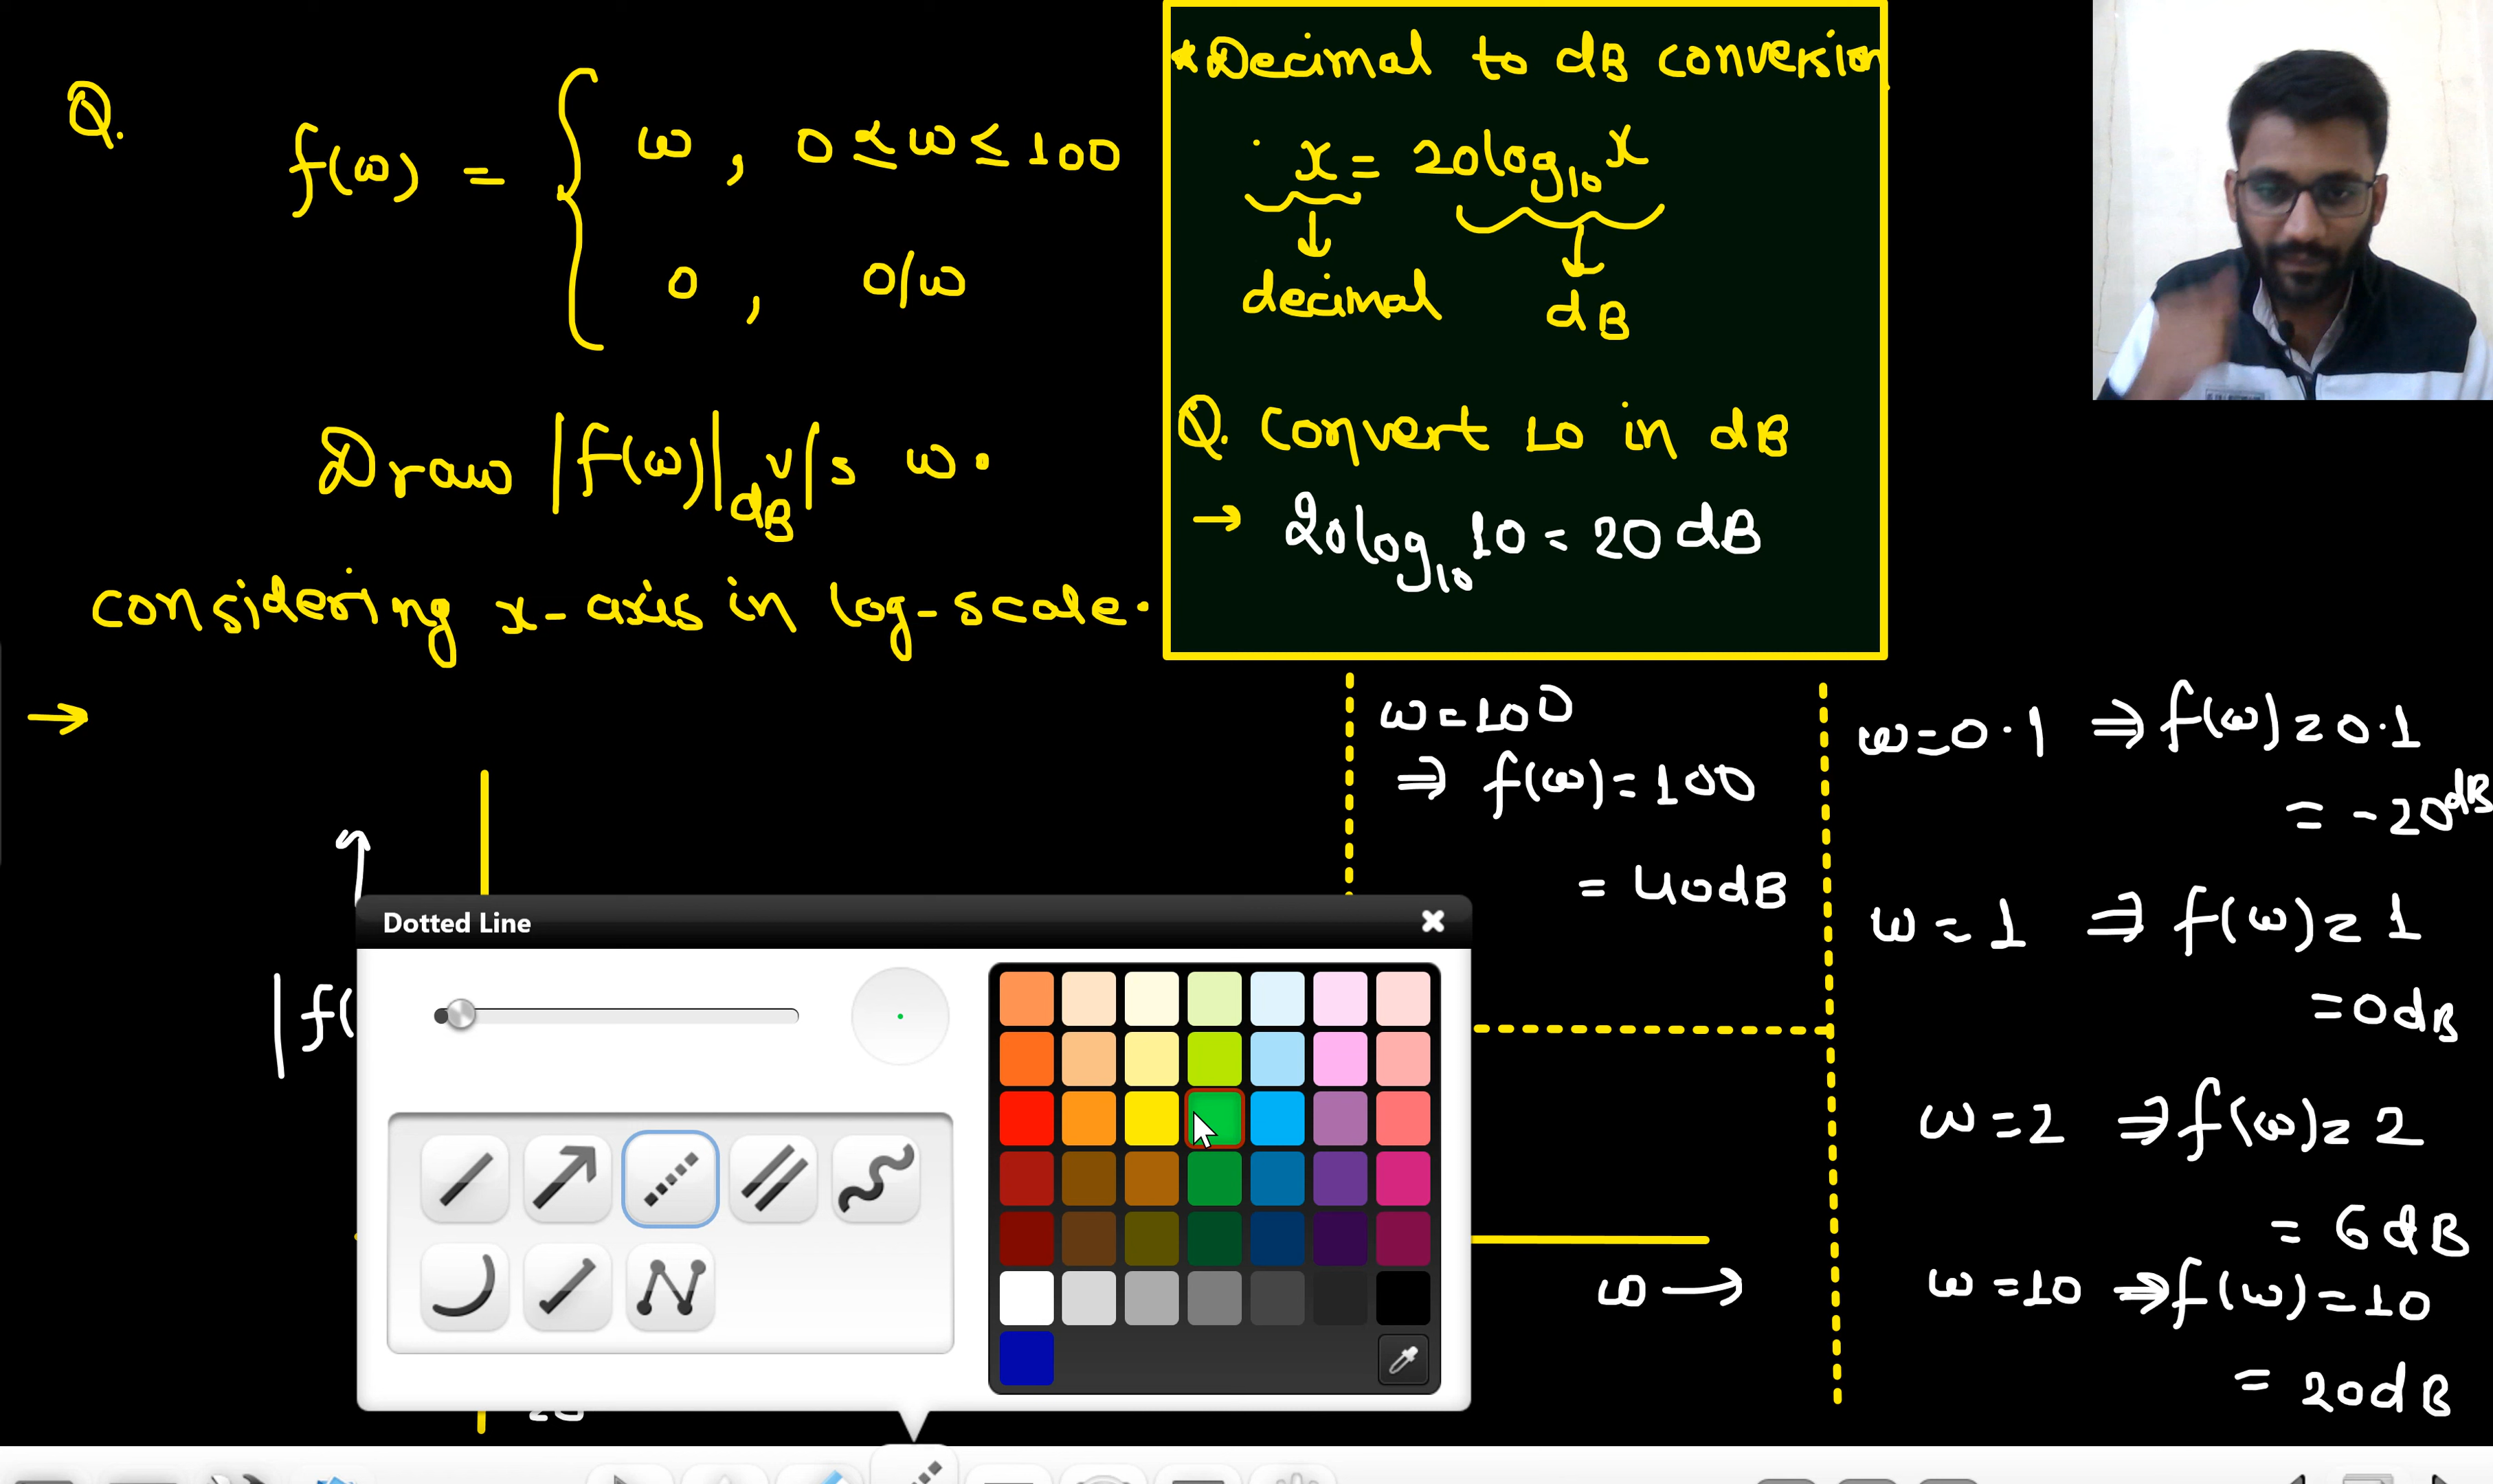 Q.
f(ω) = { ω , 0 ≤ ω ≤ 100
0 , o/ω
Draw |f(ω)|dB v/s ω.
considering x-axis in log-scale.
→
* Decimal to dB conversion
x = 20log10 x
decimal dB
Q. Convert 10 in dB
→ 20log10 10 = 20 dB
ω = 100
⇒ f(ω) = 100
= 40dB
ω = 0.1 ⇒ f(ω) = 0.1
= -20dB
ω = 1 ⇒ f(ω) = 1
= 0dB
ω = 2 ⇒ f(ω) = 2
= 6dB
ω = 10 ⇒ f(ω) = 10
= 20dB
|f(
Dotted Line
ω →